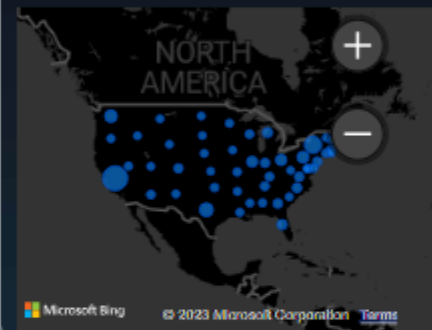 NORTH
AMERICA
+
−
Microsoft Bing
© 2023 Microsoft Corporation Terms